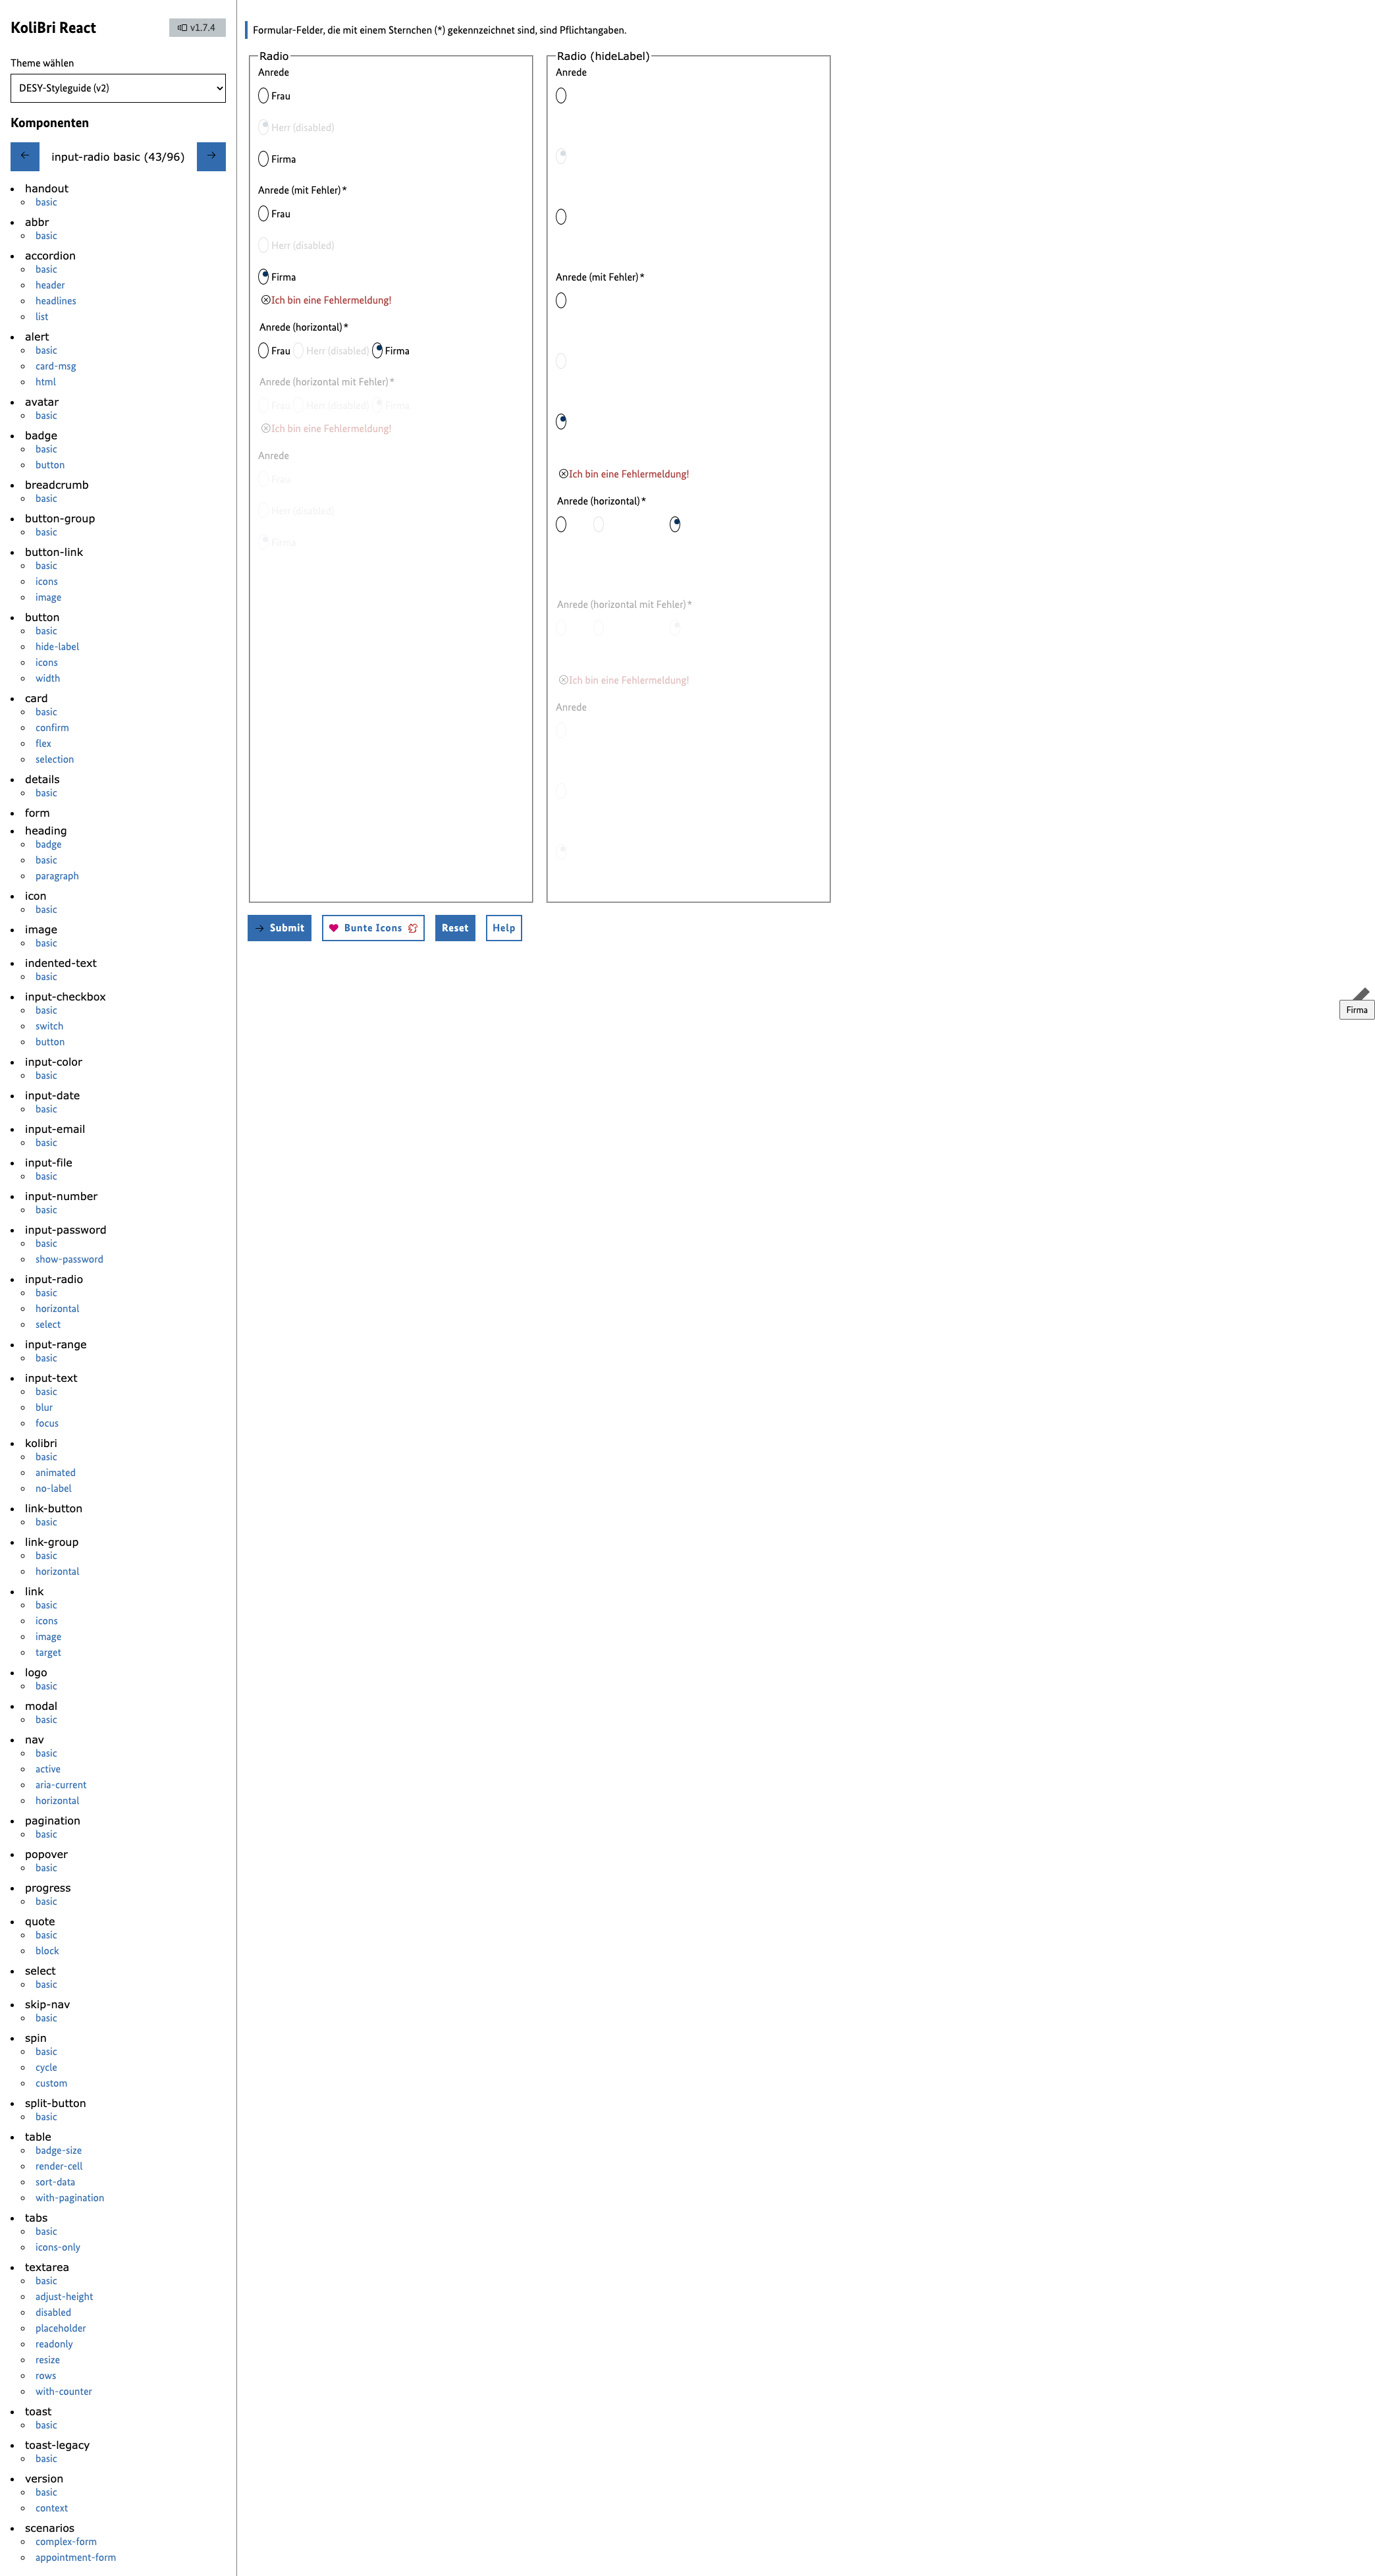 KoliBri React
v1.7.4
Theme wählen
DESY-Styleguide (v2)
Komponenten
input-radio basic (43/96)
handout
basic
abbr
basic
accordion
basic
header
headlines
list
alert
basic
card-msg
html
avatar
basic
badge
basic
button
breadcrumb
basic
button-group
basic
button-link
basic
icons
image
button
basic
hide-label
icons
width
card
basic
confirm
flex
selection
details
basic
form
heading
badge
basic
paragraph
icon
basic
image
basic
indented-text
basic
input-checkbox
basic
switch
button
input-color
basic
input-date
basic
input-email
basic
input-file
basic
input-number
basic
input-password
basic
show-password
input-radio
basic
horizontal
select
input-range
basic
input-text
basic
blur
focus
kolibri
basic
animated
no-label
link-button
basic
link-group
basic
horizontal
link
basic
icons
image
target
logo
basic
modal
basic
nav
basic
active
aria-current
horizontal
pagination
basic
popover
basic
progress
basic
quote
basic
block
select
basic
skip-nav
basic
spin
basic
cycle
custom
split-button
basic
table
badge-size
render-cell
sort-data
with-pagination
tabs
basic
icons-only
textarea
basic
adjust-height
disabled
placeholder
readonly
resize
rows
with-counter
toast
basic
toast-legacy
basic
version
basic
context
scenarios
complex-form
appointment-form
Formular-Felder, die mit einem Sternchen (*) gekennzeichnet sind, sind Pflichtangaben.
Radio
Anrede
Frau
Herr (disabled)
Firma
Anrede (mit Fehler)*
Frau
Herr (disabled)
Firma
Ich bin eine Fehlermeldung!
Anrede (horizontal)*
Frau Herr (disabled) Firma
Anrede (horizontal mit Fehler)*
Frau Herr (disabled) Firma
Ich bin eine Fehlermeldung!
Anrede
Frau
Herr (disabled)
Firma
Radio (hideLabel)
Anrede
Anrede (mit Fehler)*
Ich bin eine Fehlermeldung!
Anrede (horizontal)*
Anrede (horizontal mit Fehler)*
Ich bin eine Fehlermeldung!
Anrede
Submit
Bunte Icons
Reset
Help
Firma